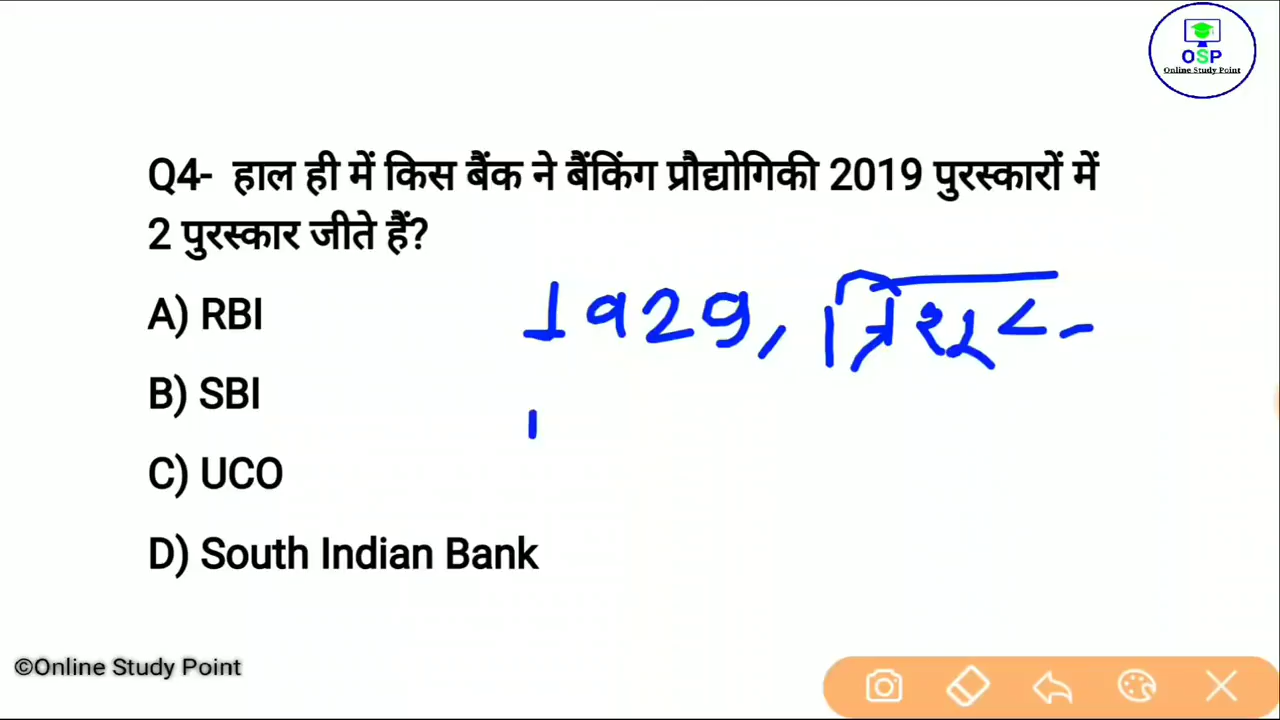 OSP
Online Study Point
Q4- हाल ही में किस बैंक ने बैंकिंग प्रौद्योगिकी 2019 पुरस्कारों में
2 पुरस्कार जीते हैं?
A) RBI
1929,
B) SBI
C) UCO
D) South Indian Bank
©Online Study Point